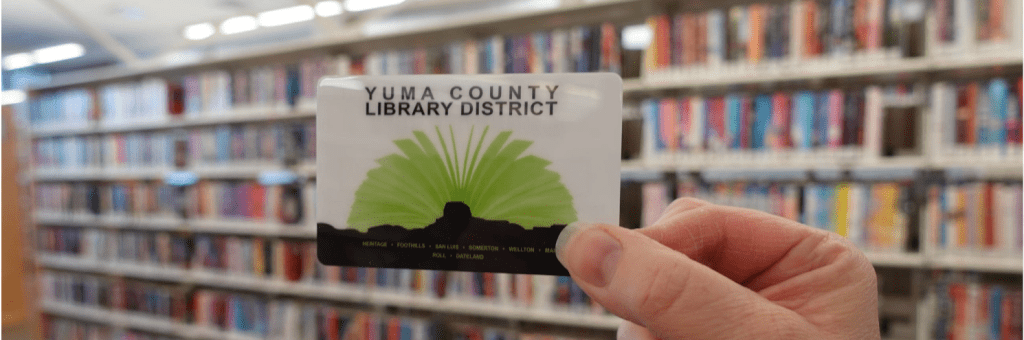 YUMA COUNTY
LIBRARY DISTRICT
HERITAGE • FOOTHILLS • SAN LUIS • SOMERTON • WELLTON •
ROLL • DATELAND